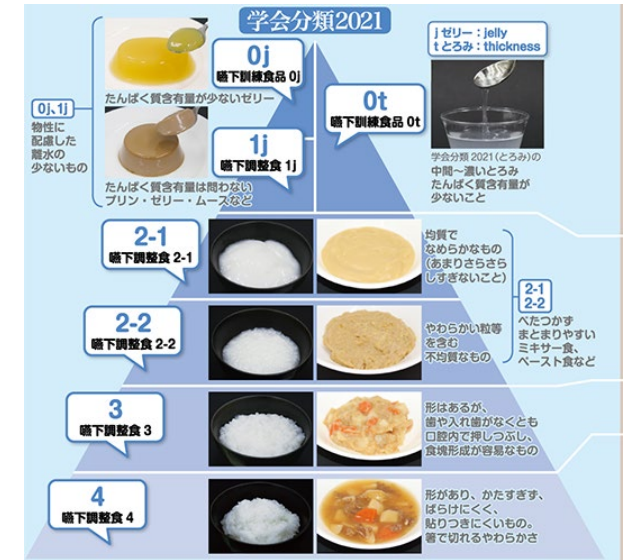 学会分類2021
jゼリー：jelly
tとろみ：thickness
0j
嚥下訓練食品 0j
たんぱく質含有量が少ないゼリー
0j、1j
物性に
配慮した
離水の
少ないもの
1j
嚥下調整食 1j
たんぱく質含有量は問わない
プリン・ゼリー・ムースなど
0t
嚥下訓練食品 0t
学会分類 2021（とろみ）の
中間〜濃いとろみ
たんぱく質含有量が
少ないこと
2-1
嚥下調整食 2-1
均質で
なめらかなもの
（あまりさらさら
しすぎないこと）
2-2
嚥下調整食 2-2
やわらかい粒等
を含む
不均質なもの
2-1
2-2
べたつかず
まとまりやすい
ミキサー食、
ペースト食など
3
嚥下調整食 3
形はあるが、
歯や入れ歯がなくとも
口腔内で押しつぶし、
食塊形成が容易なもの
4
嚥下調整食 4
形があり、かたすぎず、
ばらけにくく、
貼りつきにくいもの。
箸で切れるやわらかさ